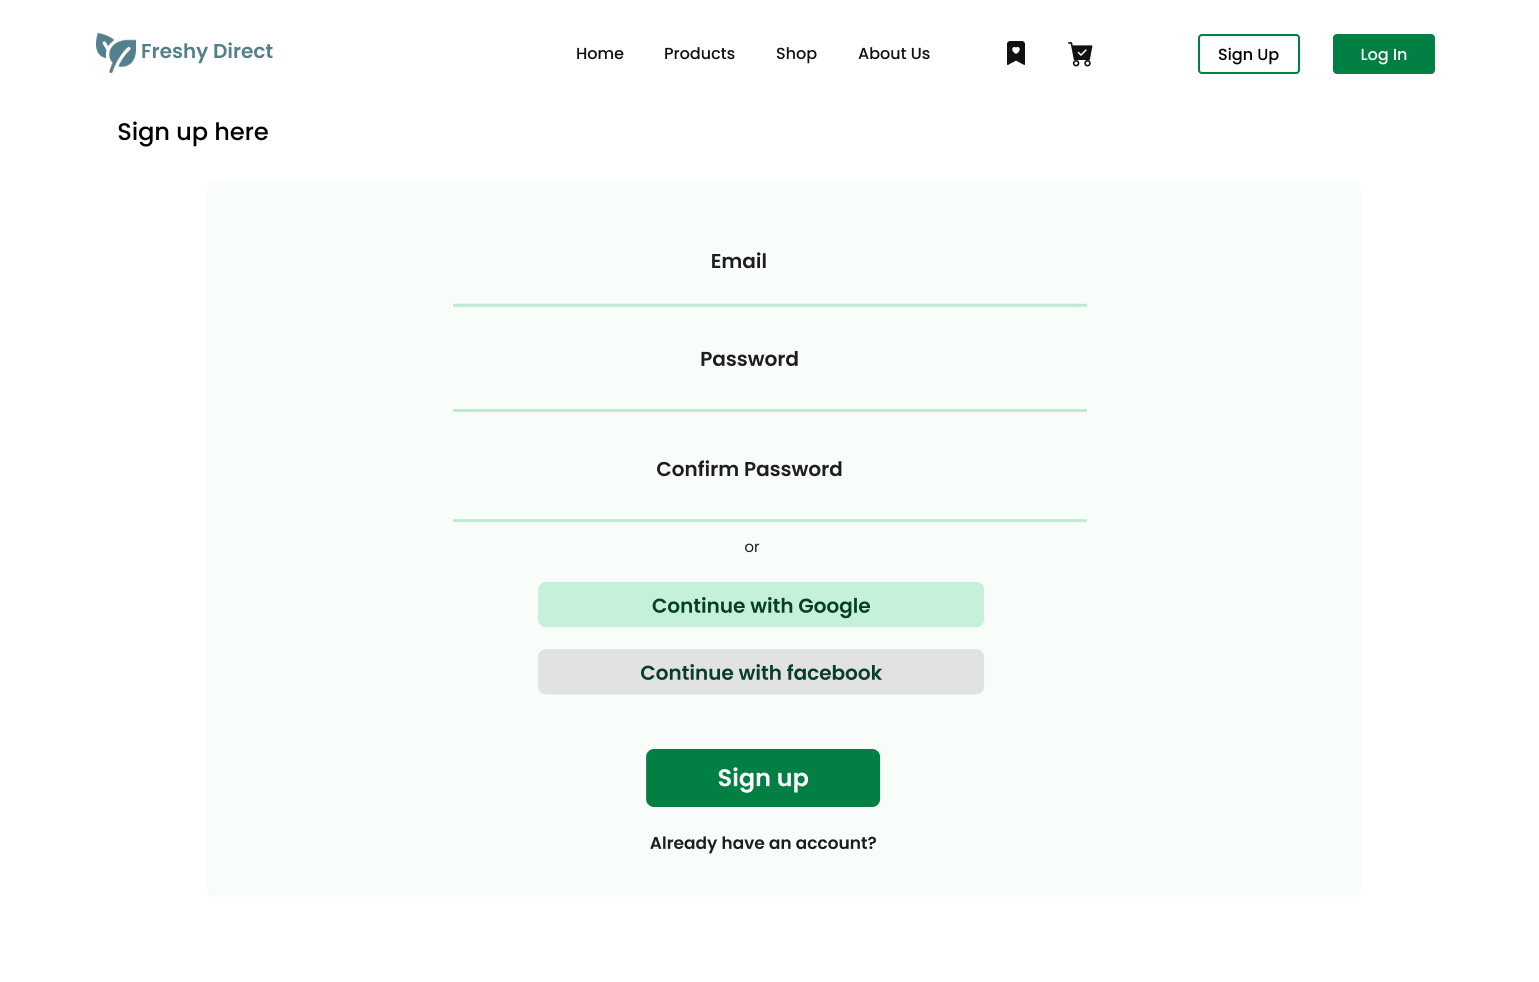 Freshy Direct
Home
Products
Shop
About Us
Sign Up
Log In
Sign up here
Email
Password
Confirm Password
or
Continue with Google
Continue with facebook
Sign up
Already have an account?